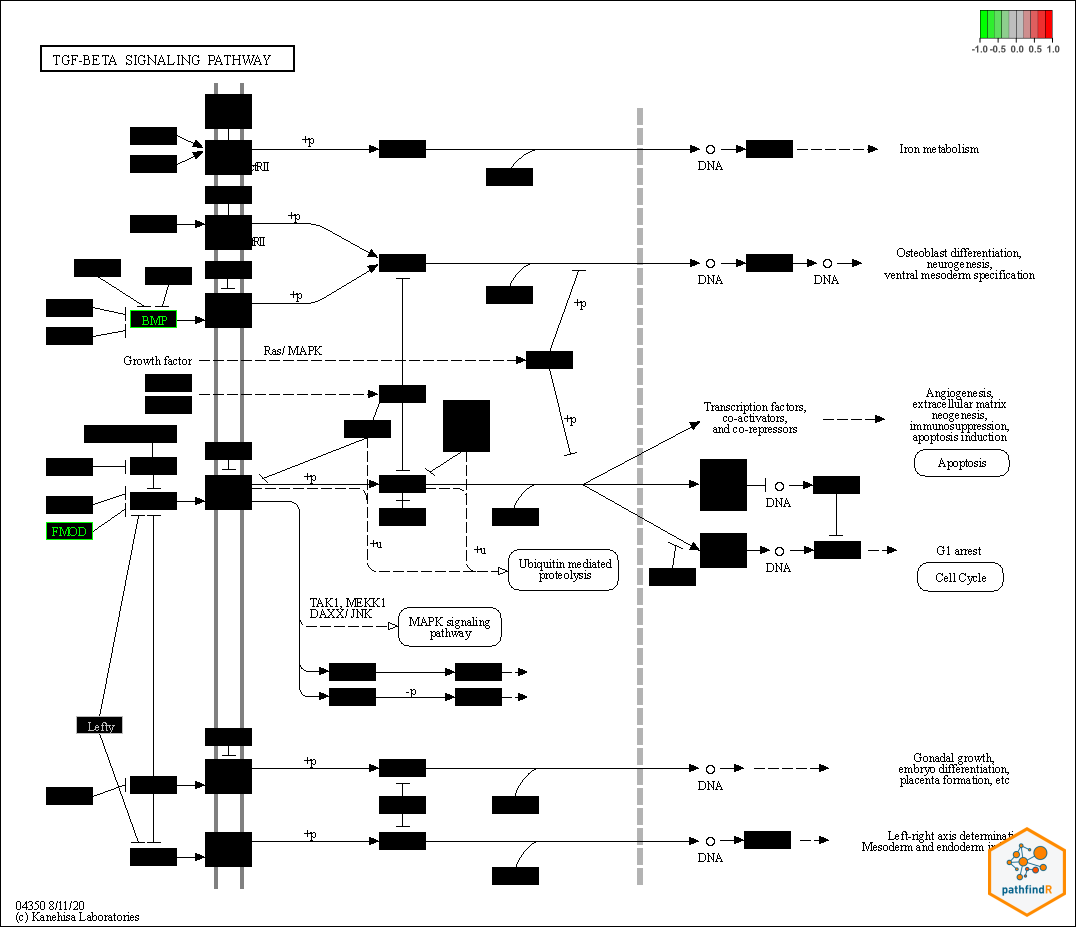 -1.0 -0.5 0.0 0.5 1.0
TGF-BETA SIGNALING PATHWAY
+p
RII
DNA
Iron metabolism
+p
RII
Osteoblast differentiation,
neurogenesis,
ventral mesoderm specification
DNA
DNA
+p
+p
BMP
Growth factor
Ras/ MAPK
+p
Transcription factors,
co-activators,
and co-repressors
Angiogenesis,
extracellular matrix
neogenesis,
immunosuppression,
apoptosis induction
Apoptosis
+p
DNA
FMOD
+u
+u
Ubiquitin mediated
proteolysis
DNA
G1 arrest
Cell Cycle
TAK1, MEKK1
DAXX/ JNK
MAPK signaling
pathway
-p
Lefty
+p
DNA
Gonadal growth,
embryo differentiation,
placenta formation, etc
+p
DNA
Left-right axis
Mesoderm and endoderm
pathfindR
04350 8/11/20
(c) Kanehisa Laboratories